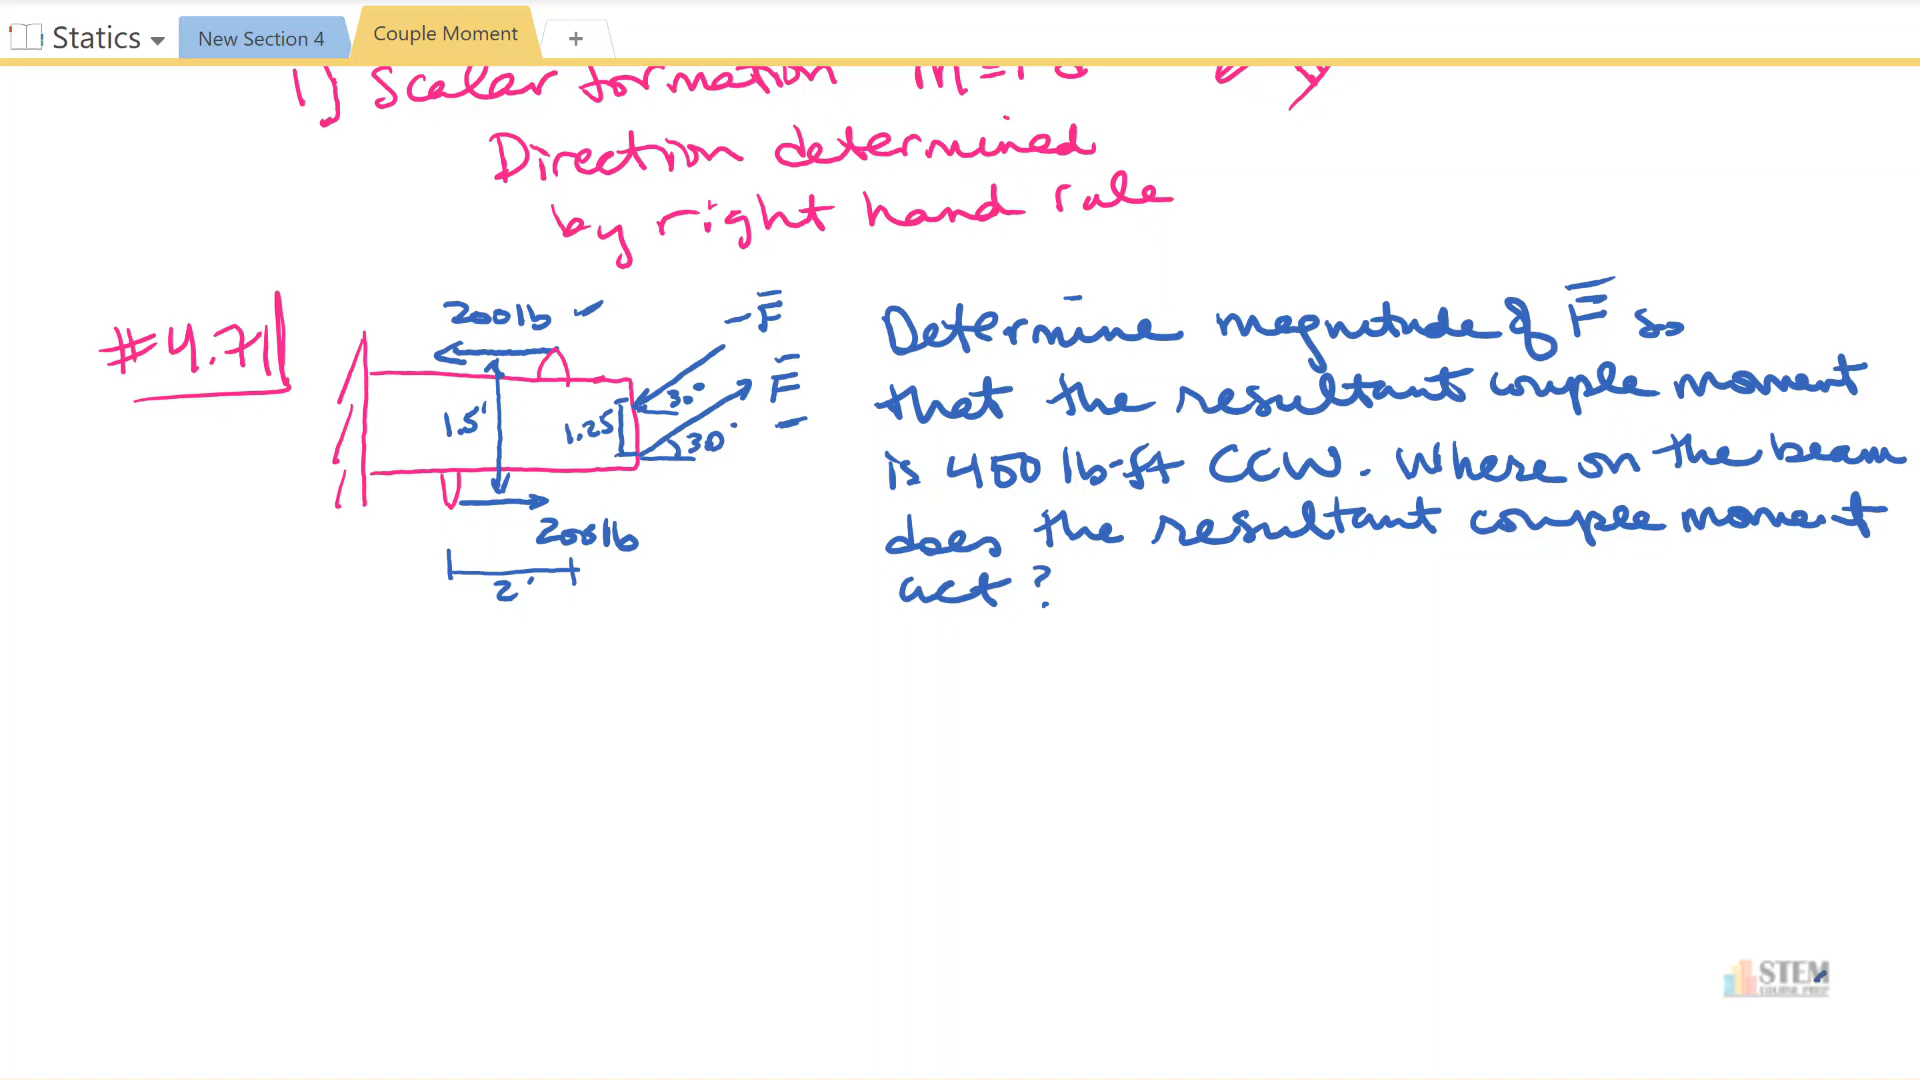 Statics
New Section 4
Couple Moment
+
1) Scalar formation
Direction determined
by right hand rule
#4.71
200lb
-F̅
F̅
30°
30°
1.5'
1.25
200lb
2'
Determine magnitude of F̅ so
that the resultant couple moment
is 450 lb-ft CCW. Where on the beam
does the resultant couple moment
act?
STEM
COURSE PREP